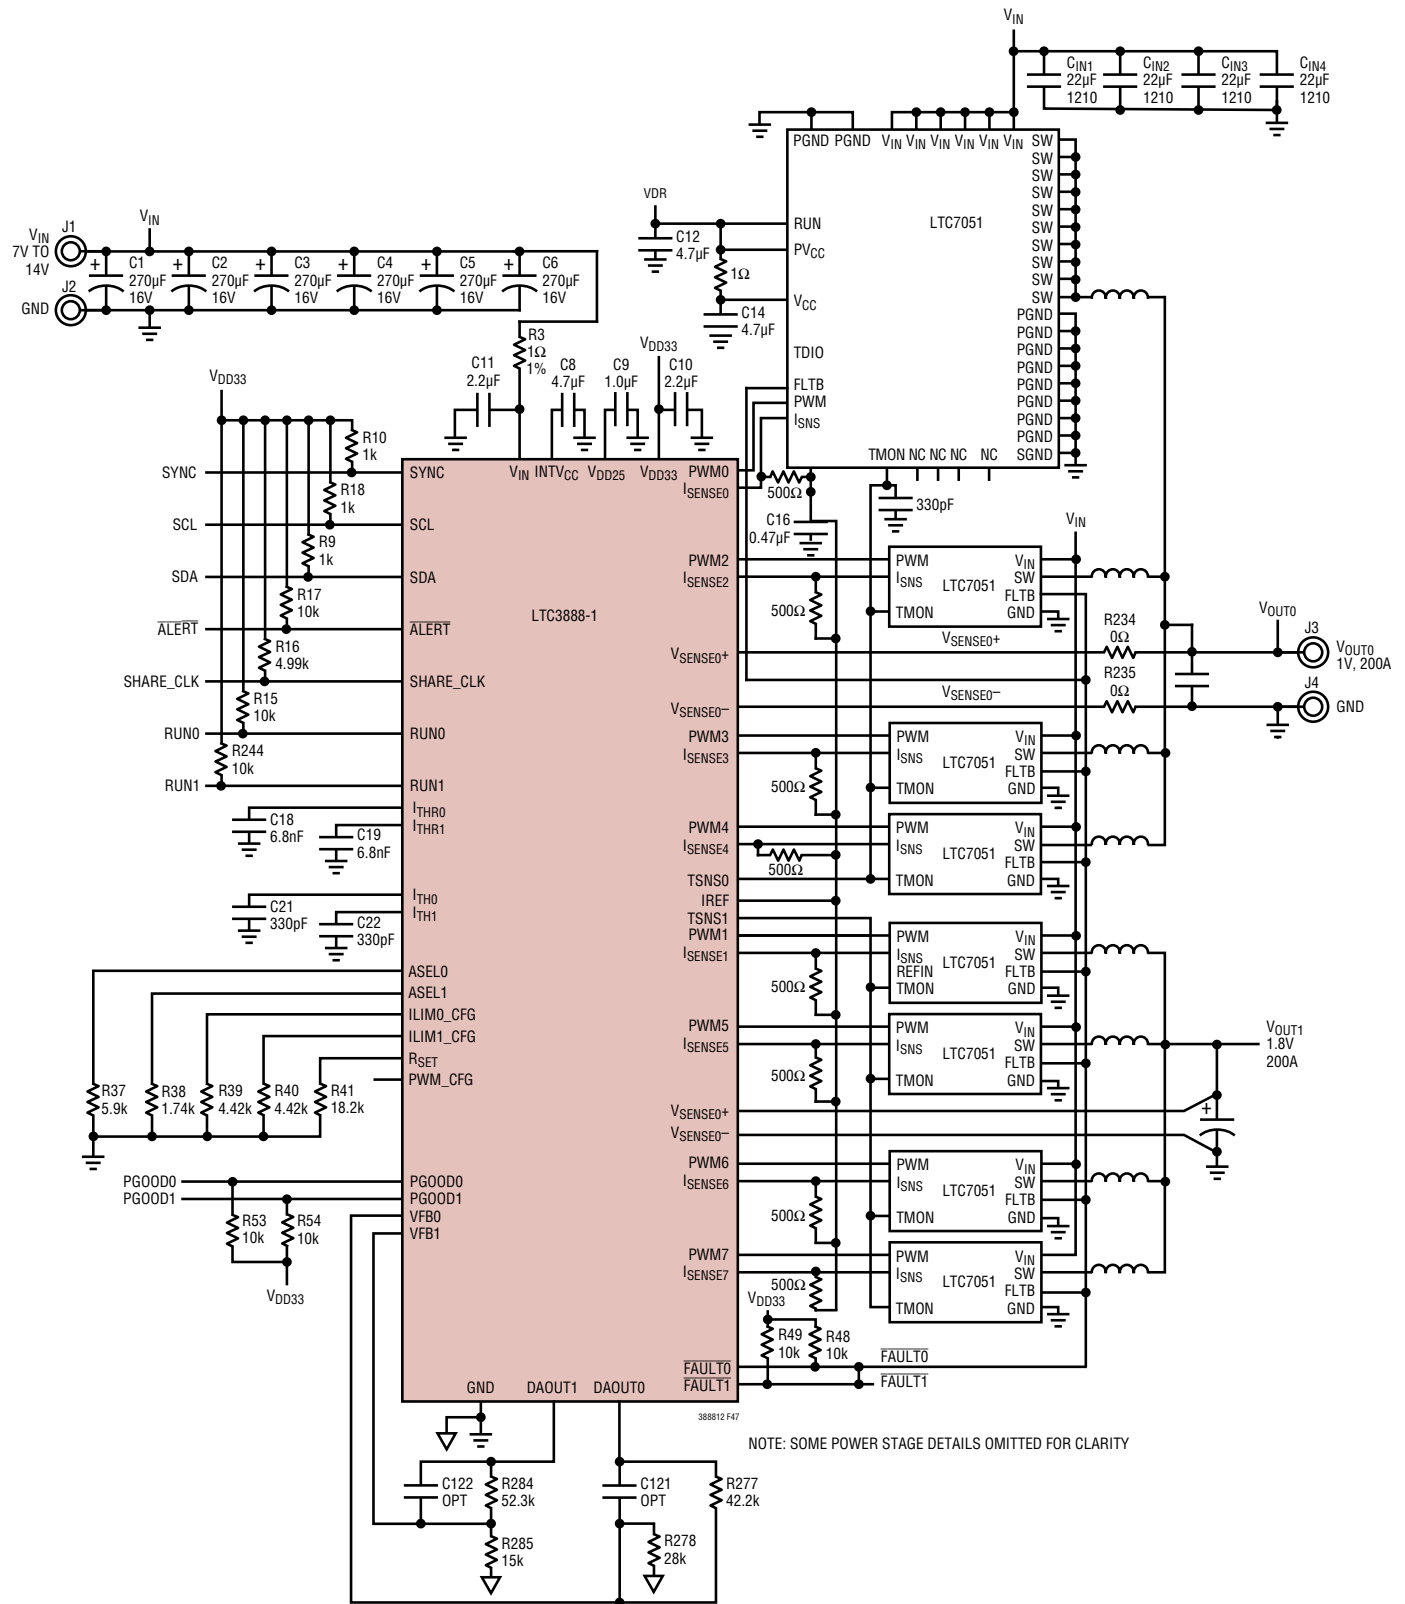 VIN
CIN1
22µF
1210
CIN2
22µF
1210
CIN3
22µF
1210
CIN4
22µF
1210
PGND PGND VIN VIN VIN VIN VIN VIN
SW
SW
SW
SW
SW
SW
SW
SW
SW
SW
PGND
PGND
PGND
PGND
PGND
PGND
PGND
PGND
SGND
LTC7051
RUN
PVCC
VCC
TDIO
FLTB
PWM
ISNS
TMON NC NC NC NC
VDR
C12
4.7µF
1Ω
C14
4.7µF
J1
VIN
7V TO
14V
J2
GND
VIN
C1
270µF
16V
C2
270µF
16V
C3
270µF
16V
C4
270µF
16V
C5
270µF
16V
C6
270µF
16V
R3
1Ω
1%
C11
2.2µF
C8
4.7µF
C9
1.0µF
VDD33
C10
2.2µF
VDD33
R10
1k
R18
1k
R9
1k
R17
10k
R16
4.99k
R15
10k
R244
10k
SYNC
SCL
SDA
ALERT
SHARE_CLK
RUN0
RUN1
VIN INTVCC VDD25 VDD33
LTC3888-1
SYNC
SCL
SDA
ALERT
SHARE_CLK
RUN0
RUN1
ITHR0
ITHR1
ITH0
ITH1
ASEL0
ASEL1
ILIM0_CFG
ILIM1_CFG
RSET
PWM_CFG
PGOOD0
PGOOD1
VFB0
VFB1
C18
6.8nF
C19
6.8nF
C21
330pF
C22
330pF
R37
5.9k
R38
1.74k
R39
4.42k
R40
4.42k
R41
18.2k
PGOOD0
PGOOD1
R53
10k
R54
10k
VDD33
PWM0
ISENSE0
PWM2
ISENSE2
VSENSE0+
VSENSE0–
PWM3
ISENSE3
PWM4
ISENSE4
TSNS0
IREF
TSNS1
PWM1
ISENSE1
PWM5
ISENSE5
VSENSE0+
VSENSE0–
PWM6
ISENSE6
PWM7
ISENSE7
FAULT0
FAULT1
GND DAOUT1 DAOUT0
500Ω
C16
0.47µF
330pF
VIN
500Ω
PWM
ISNS
TMON
LTC7051
VIN
SW
FLTB
GND
VSENSE0+
R234
0Ω
VSENSE0–
R235
0Ω
VOUT0
J3
VOUT0
1V, 200A
J4
GND
500Ω
PWM
ISNS
TMON
LTC7051
VIN
SW
FLTB
GND
500Ω
PWM
ISNS
TMON
LTC7051
VIN
SW
FLTB
GND
500Ω
PWM
ISNS
REFIN
TMON
LTC7051
VIN
SW
FLTB
GND
500Ω
PWM
ISNS
TMON
LTC7051
VIN
SW
FLTB
GND
VOUT1
1.8V
200A
500Ω
PWM
ISNS
TMON
LTC7051
VIN
SW
FLTB
GND
500Ω
PWM
ISNS
TMON
LTC7051
VIN
SW
FLTB
GND
VDD33
R49
10k
R48
10k
FAULT0
FAULT1
388812 F47
NOTE: SOME POWER STAGE DETAILS OMITTED FOR CLARITY
C122
OPT
R284
52.3k
R285
15k
C121
OPT
R277
42.2k
R278
28k